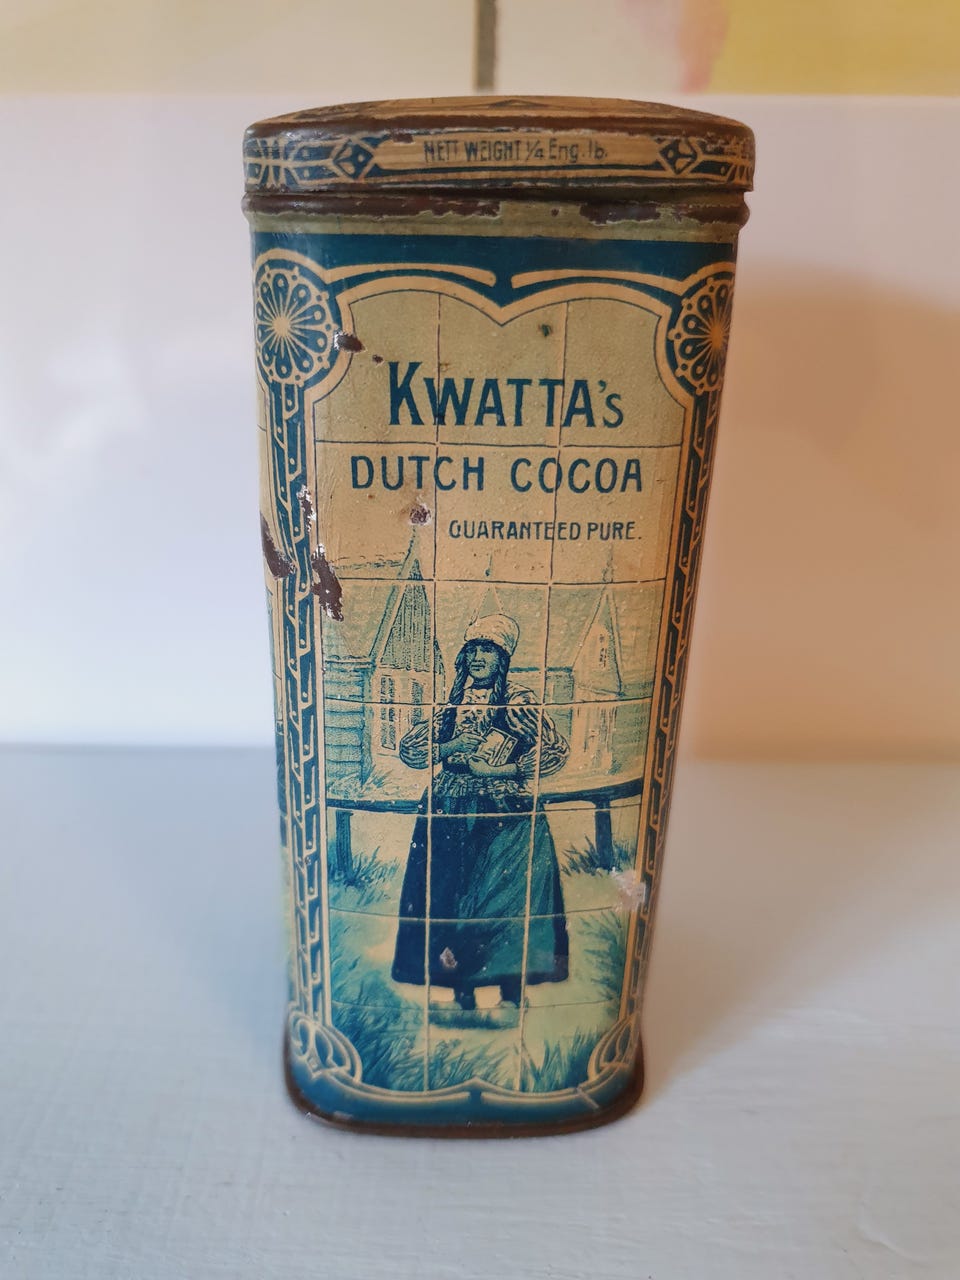 NETT WEIGHT 1/4 Eng. lb.
KWATTA's
DUTCH COCOA
GUARANTEED PURE.